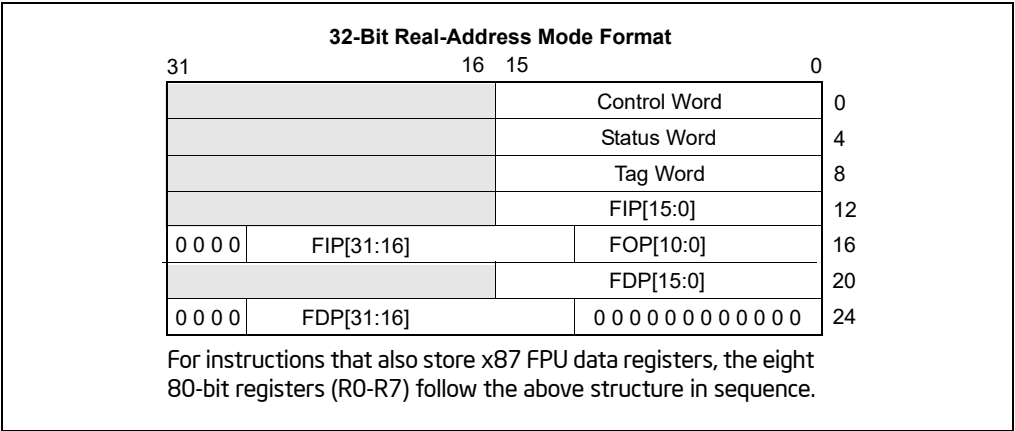 32-Bit Real-Address Mode Format
31 16 15 0
Control Word 0
Status Word 4
Tag Word 8
FIP[15:0] 12
0 0 0 0 FIP[31:16] FOP[10:0] 16
FDP[15:0] 20
0 0 0 0 FDP[31:16] 0 0 0 0 0 0 0 0 0 0 0 0 24
For instructions that also store x87 FPU data registers, the eight
80-bit registers (R0-R7) follow the above structure in sequence.